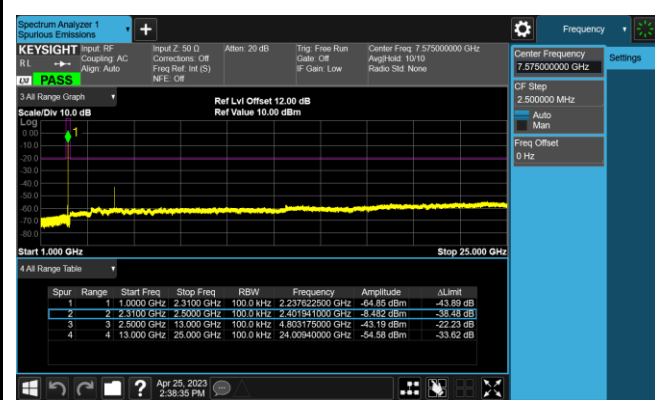 Spectrum Analyzer 1
Spurious Emissions
Frequency
KEYSIGHT Input: RF Input Z: 50 Ω Atten: 20 dB Trig: Free Run Center Freq: 7.575000000 GHz
RL Coupling: AC Corrections: Off Gate: Off Avg|Hold: 10/10
Align: Auto Freq Ref: Int (S) IF Gain: Low Radio Std: None
LXI PASS NFE: Off
Center Frequency
7.575000000 GHz
Settings
CF Step
2.500000 MHz
Auto
Man
Freq Offset
0 Hz
3 All Range Graph
Ref Lvl Offset 12.00 dB
Scale/Div 10.0 dB Ref Value 10.00 dBm
Log
0.00
-10.0
-20.0
-30.0
-40.0
-50.0
-60.0
-70.0
-80.0
1
Start 1.000 GHz Stop 25.000 GHz
4 All Range Table
Spur Range Start Freq Stop Freq RBW Frequency Amplitude ΔLimit
1 1 1.0000 GHz 2.3100 GHz 100.0 kHz 2.237622500 GHz -64.85 dBm -43.89 dB
2 2 2.3100 GHz 2.5000 GHz 100.0 kHz 2.401941000 GHz -8.482 dBm -38.48 dB
3 3 2.5000 GHz 13.000 GHz 100.0 kHz 4.803175000 GHz -43.19 dBm -22.23 dB
4 4 13.000 GHz 25.000 GHz 100.0 kHz 24.00940000 GHz -54.58 dBm -33.62 dB
Apr 25, 2023
2:38:35 PM